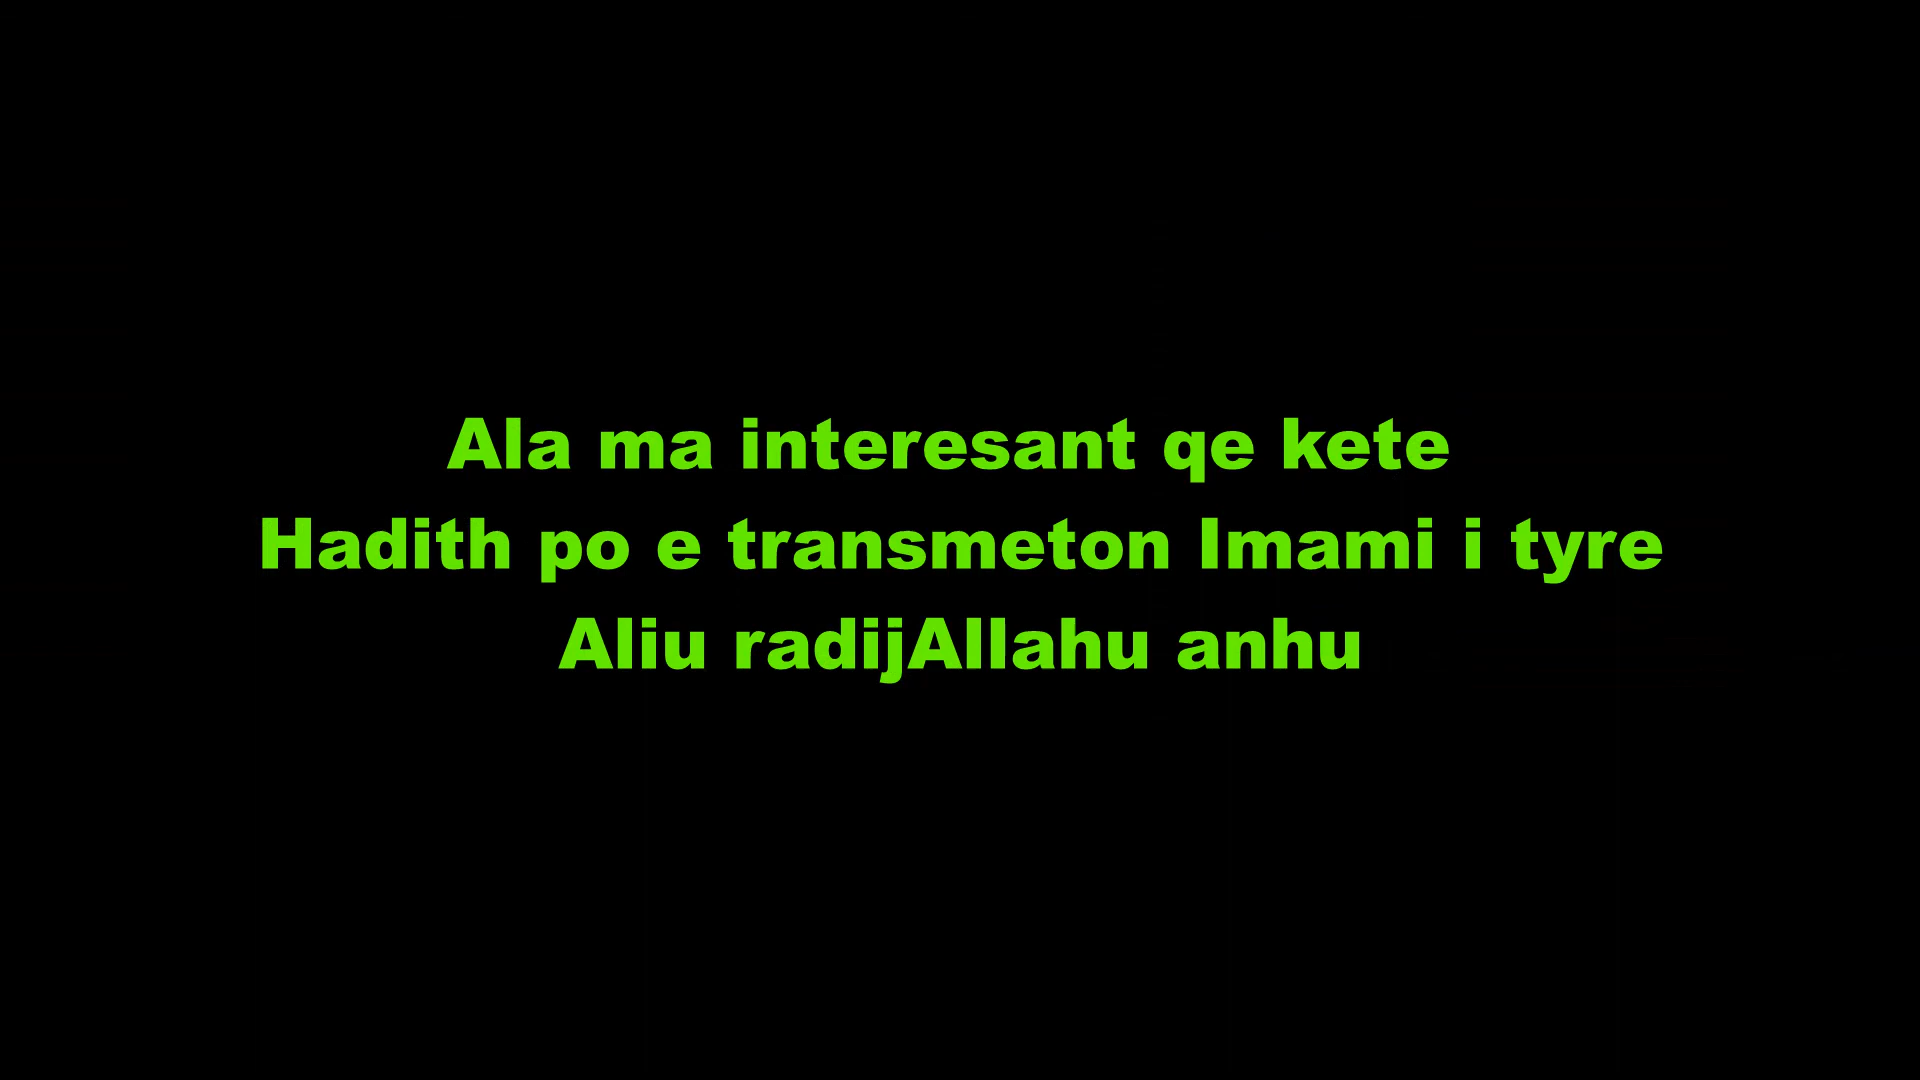 Ala ma interesant qe kete
Hadith po e transmeton Imami i tyre
Aliu radijAllahu anhu